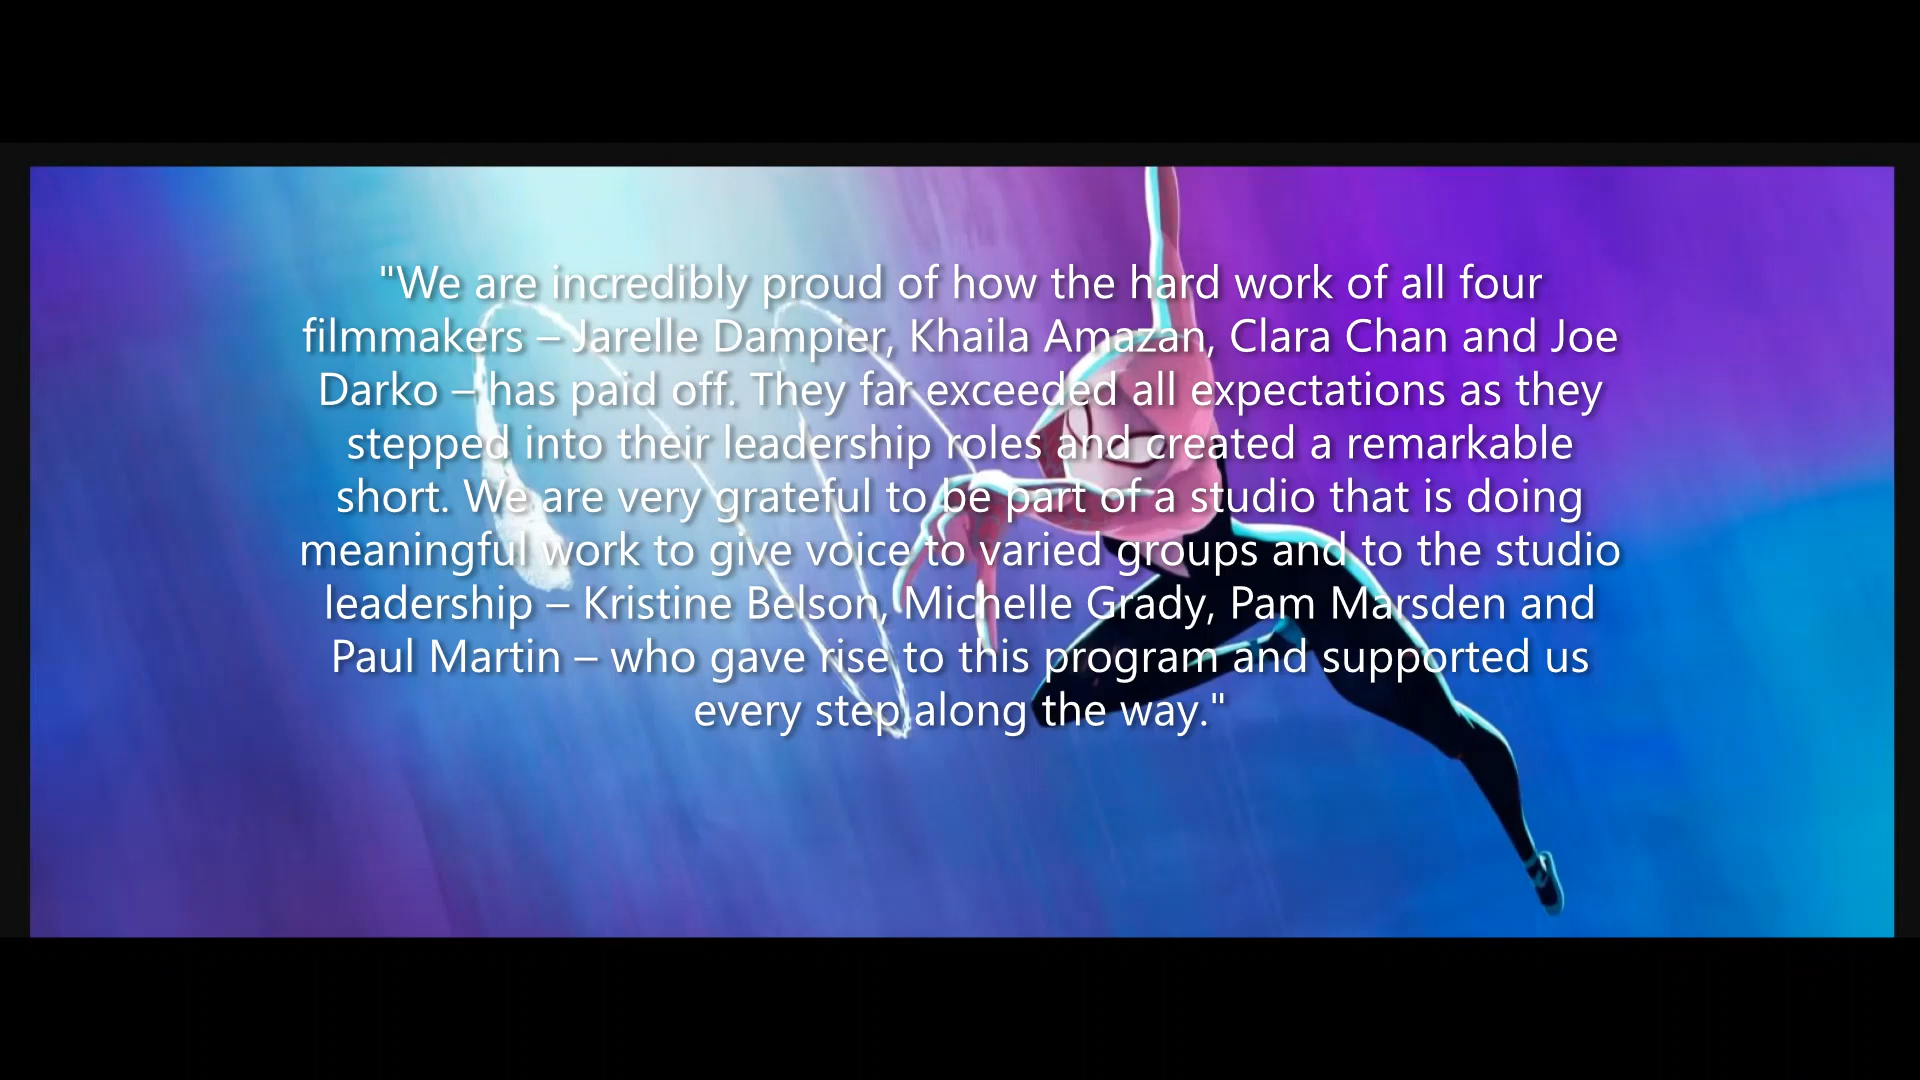 "We are incredibly proud of how the hard work of all four
filmmakers – Jarelle Dampier, Khaila Amazan, Clara Chan and Joe
Darko – has paid off. They far exceeded all expectations as they
stepped into their leadership roles and created a remarkable
short. We are very grateful to be part of a studio that is doing
meaningful work to give voice to varied groups and to the studio
leadership – Kristine Belson, Michelle Grady, Pam Marsden and
Paul Martin – who gave rise to this program and supported us
every step along the way."